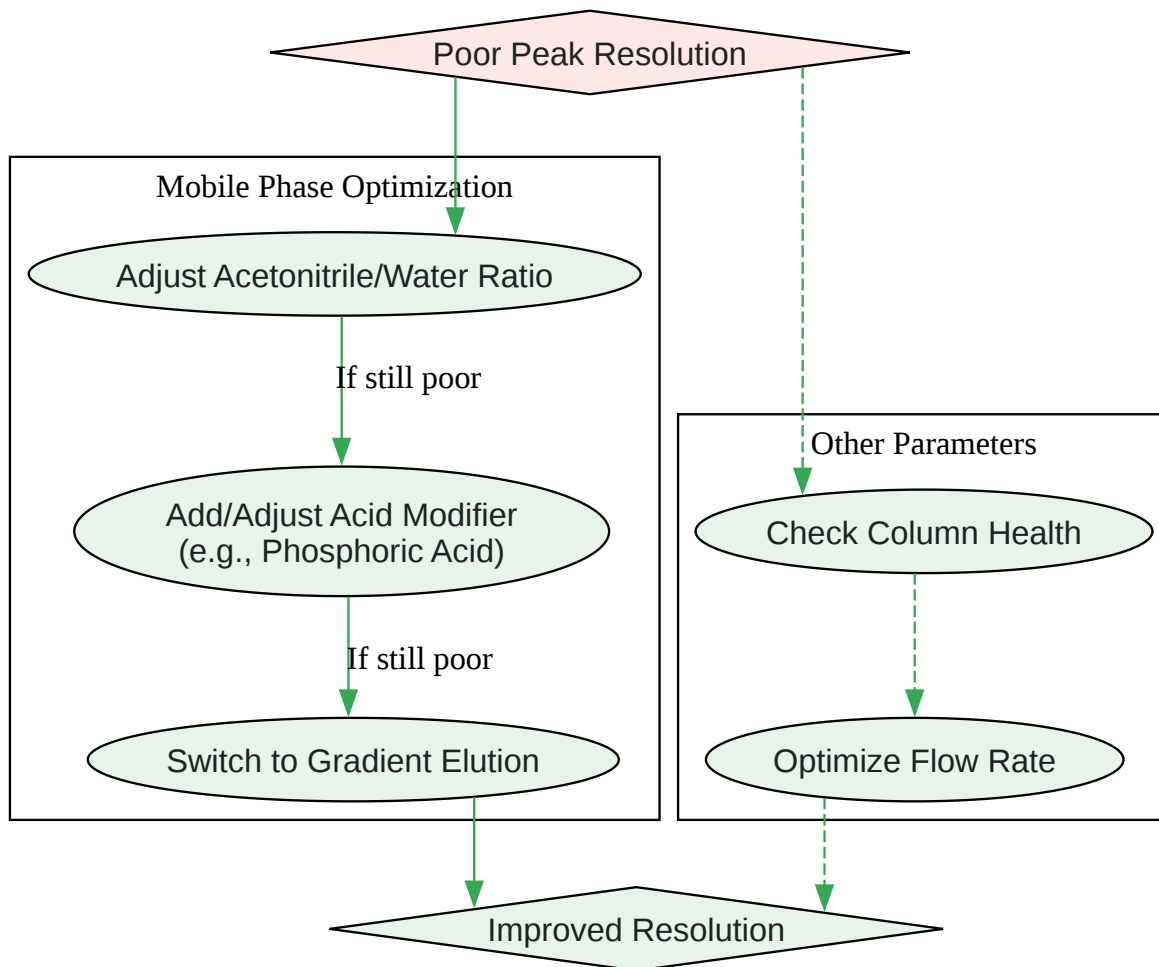 Poor Peak Resolution
Mobile Phase Optimization
Adjust Acetonitrile/Water Ratio
If still poor
Add/Adjust Acid Modifier
(e.g., Phosphoric Acid)
If still poor
Switch to Gradient Elution
Other Parameters
Check Column Health
Optimize Flow Rate
Improved Resolution